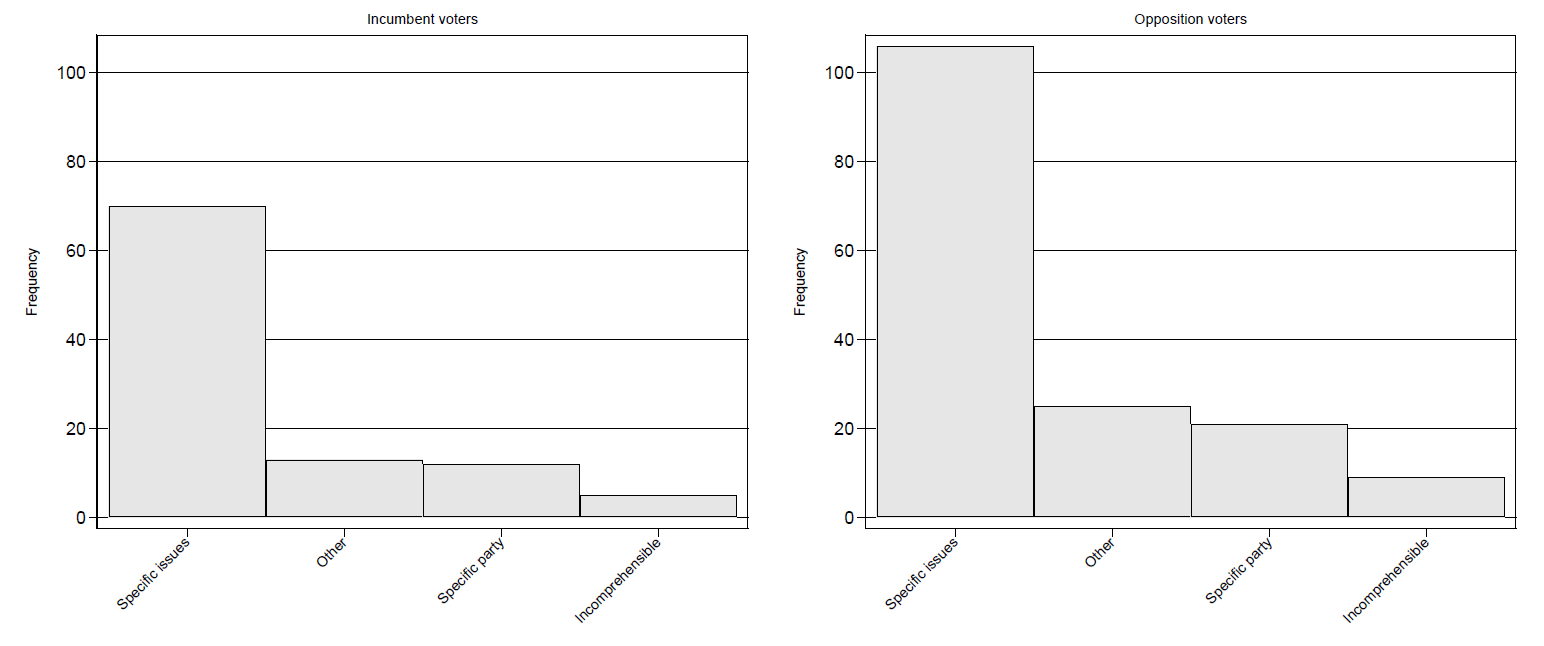 Incumbent voters
Frequency
100
80
60
40
20
0
Specific issues
Other
Specific party
Incomprehensible
Opposition voters
Frequency
100
80
60
40
20
0
Specific issues
Other
Specific party
Incomprehensible